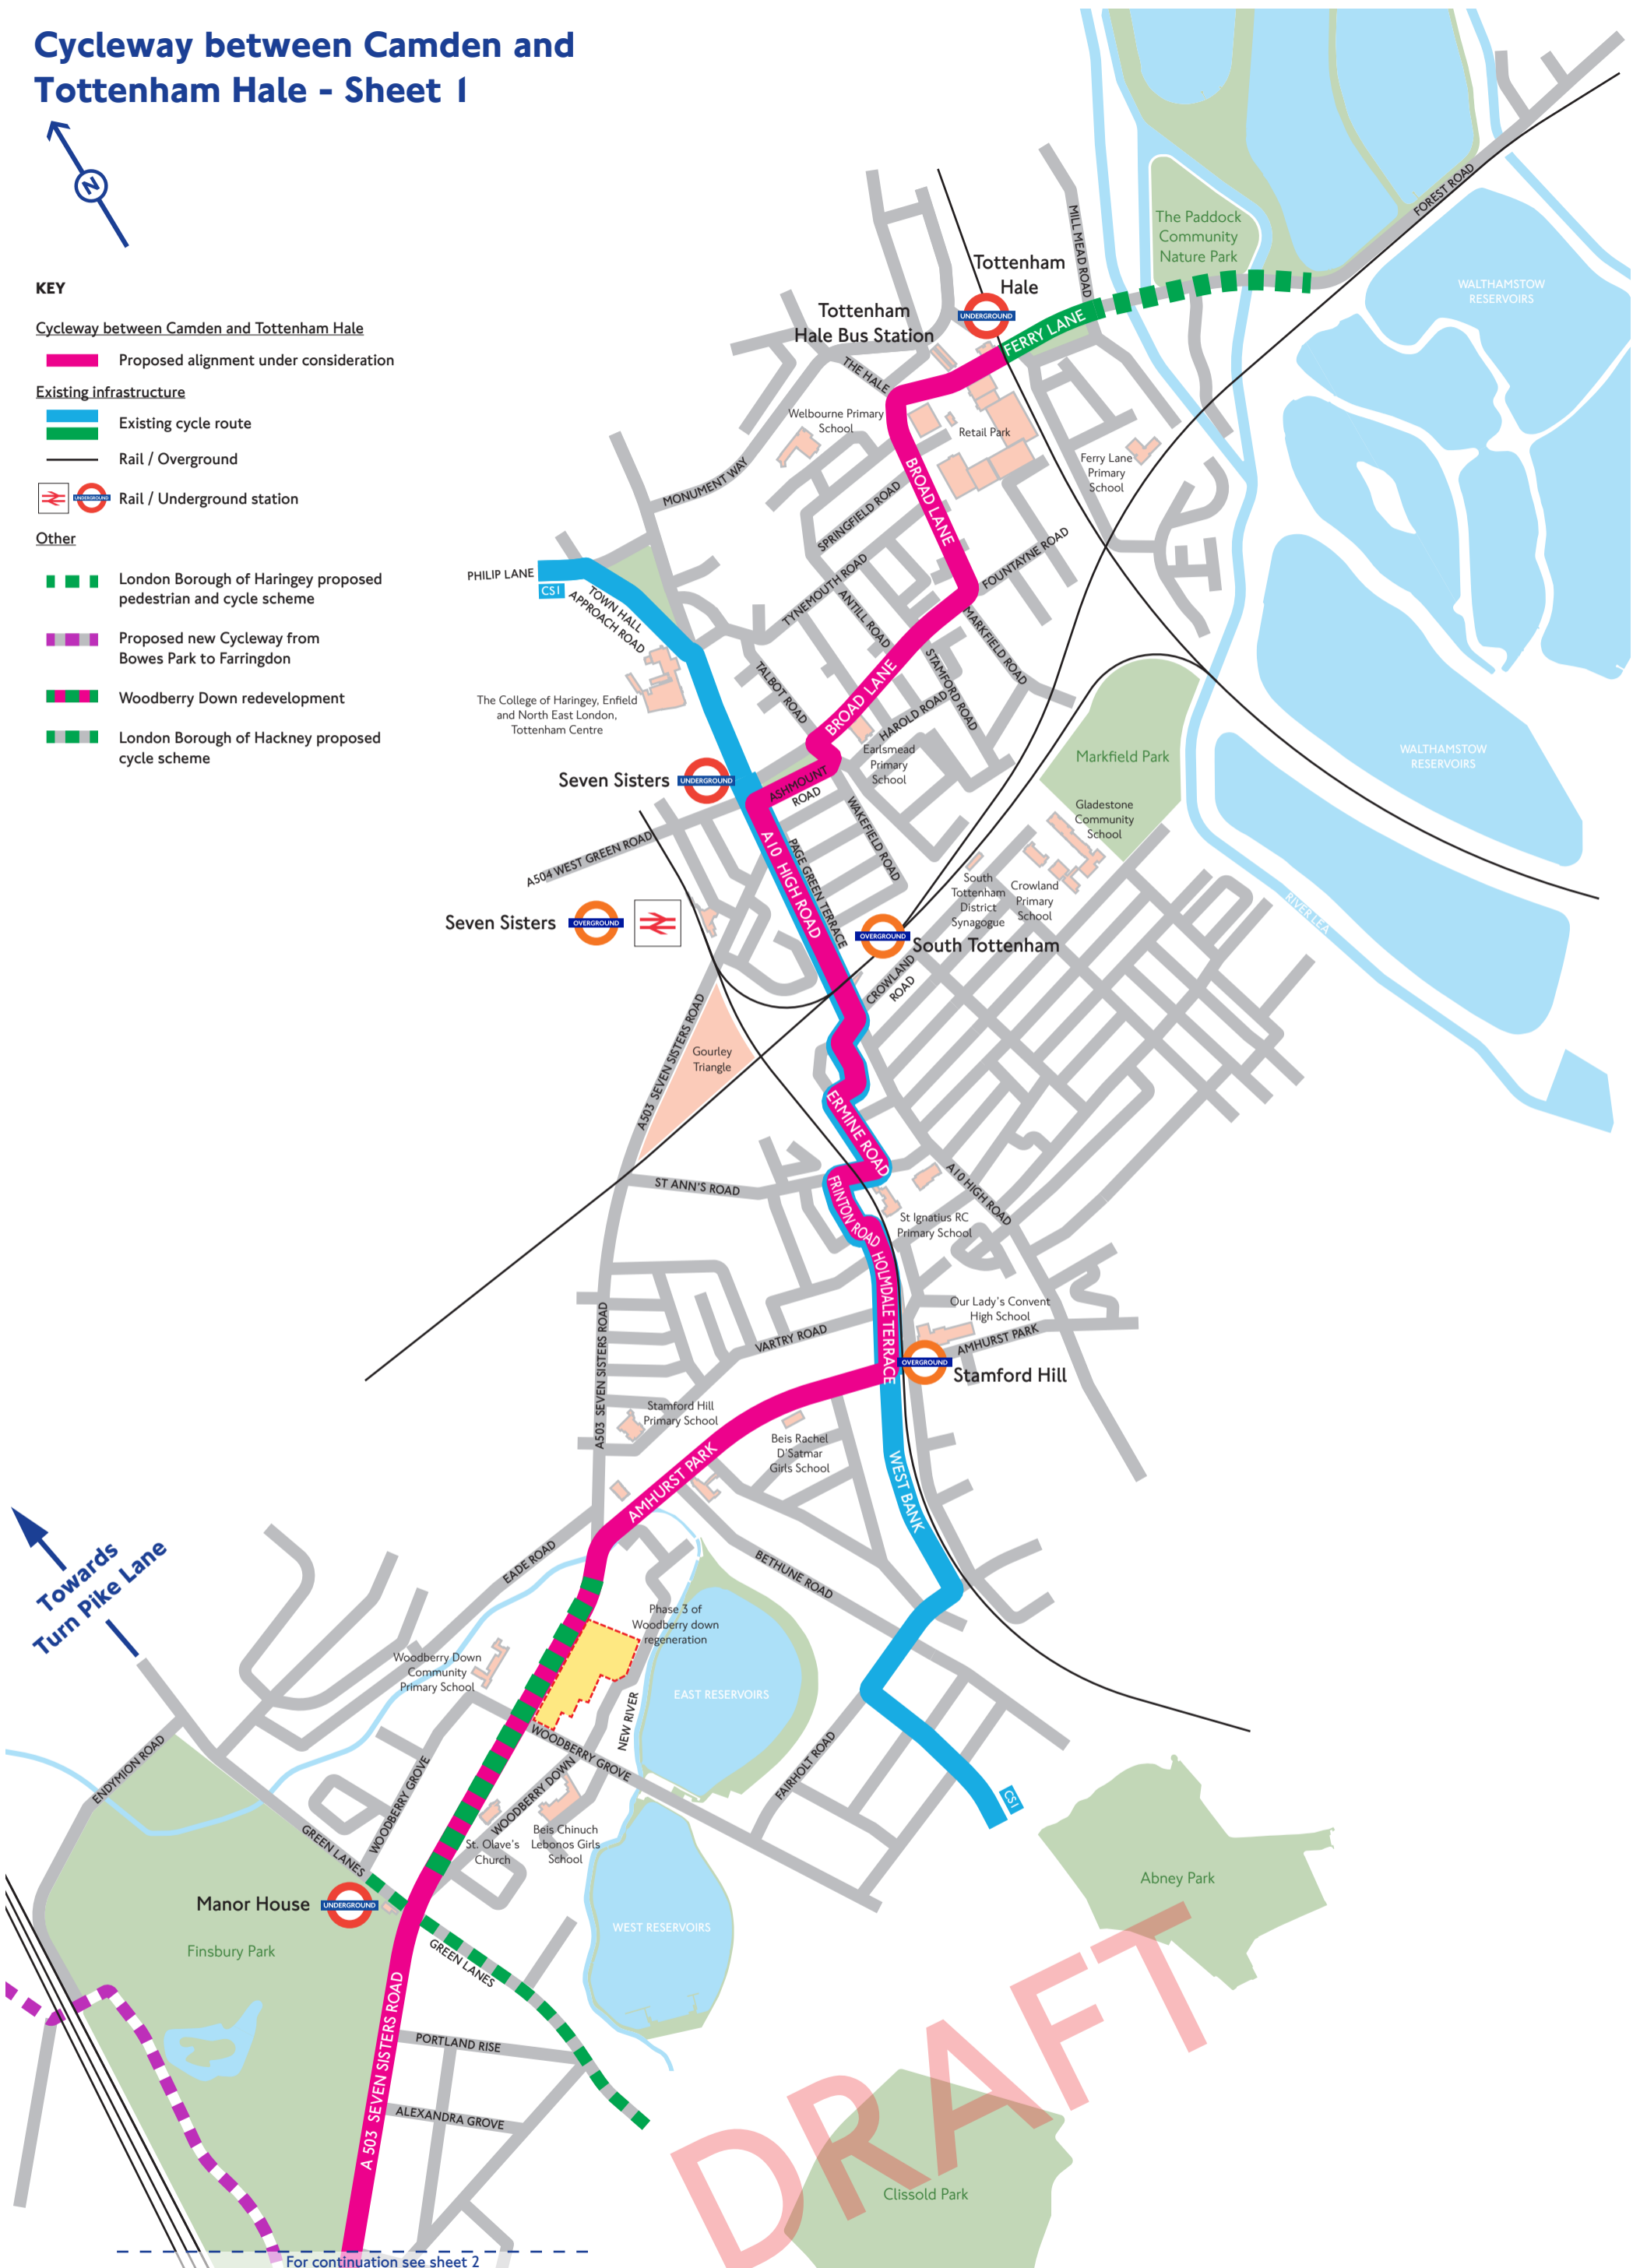 Cycleway between Camden and
Tottenham Hale - Sheet 1
N
KEY
Cycleway between Camden and Tottenham Hale
Proposed alignment under consideration
Existing infrastructure
Existing cycle route
Rail / Overground
UNDERGROUND
Rail / Underground station
Other
London Borough of Haringey proposed
pedestrian and cycle scheme
Proposed new Cycleway from
Bowes Park to Farringdon
Woodberry Down redevelopment
London Borough of Hackney proposed
cycle scheme
FOREST ROAD
The Paddock
Community
Nature Park
MILL MEAD ROAD
WALTHAMSTOW
RESERVOIRS
Tottenham
Hale
UNDERGROUND
Tottenham
Hale Bus Station
FERRY LANE
THE HALE
Welbourne Primary
School
Retail Park
Ferry Lane
Primary
School
MONUMENT WAY
BROAD LANE
SPRINGFIELD ROAD
FOUNTAYNE ROAD
TYNEMOUTH ROAD
ANTILL ROAD
PHILIP LANE
CS1
TOWN HALL
APPROACH ROAD
MARKFIELD ROAD
STAMFORD ROAD
TALBOT ROAD
BROAD LANE
HAROLD ROAD
The College of Haringey, Enfield
and North East London,
Tottenham Centre
Earlsmead
Primary
School
Markfield Park
WALTHAMSTOW
RESERVOIRS
Seven Sisters
UNDERGROUND
ASHMOUNT
ROAD
WAKEFIELD ROAD
Gladestone
Community
School
A504 WEST GREEN ROAD
A10 HIGH ROAD
PAGE GREEN TERRACE
South
Tottenham
District
Synagogue
Crowland
Primary
School
RIVER LEA
Seven Sisters
OVERGROUND
OVERGROUND
South Tottenham
CROWLAND
ROAD
A503 SEVEN SISTERS ROAD
Gourley
Triangle
ERMINE ROAD
ST ANN'S ROAD
FRINTON ROAD
A10 HIGH ROAD
St Ignatius RC
Primary School
HOLMDALE TERRACE
Our Lady's Convent
High School
AMHURST PARK
VARTRY ROAD
A503 SEVEN SISTERS ROAD
OVERGROUND
Stamford Hill
Stamford Hill
Primary School
Beis Rachel
D'Satmar
Girls School
AMHURST PARK
WEST BANK
EADE ROAD
BETHUNE ROAD
Towards
Turn Pike Lane
Phase 3 of
Woodberry down
regeneration
Woodberry Down
Community
Primary School
EAST RESERVOIRS
NEW RIVER
WOODBERRY GROVE
FAIRHOLT ROAD
ENDYMION ROAD
WOODBERRY GROVE
WOODBERRY DOWN
CS1
GREEN LANES
St. Olave's
Church
Beis Chinuch
Lebonos Girls
School
Abney Park
Manor House
UNDERGROUND
WEST RESERVOIRS
Finsbury Park
GREEN LANES
A 503 SEVEN SISTERS ROAD
PORTLAND RISE
ALEXANDRA GROVE
DRAFT
Clissold Park
For continuation see sheet 2